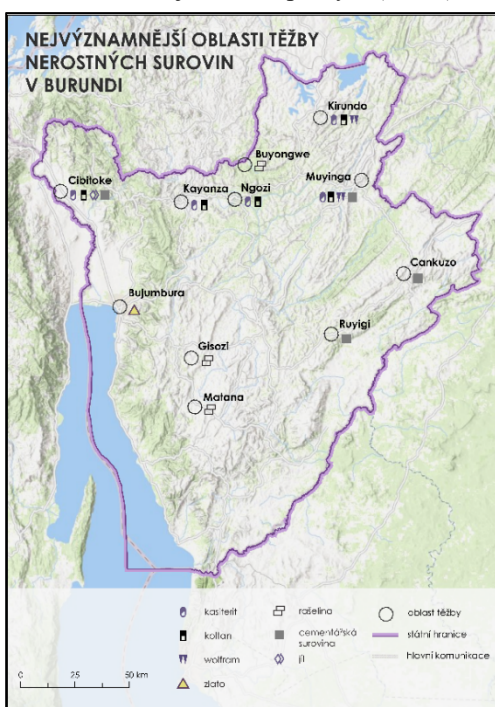 NEJVÝZNAMNĚJŠÍ OBLASTI TĚŽBY
NEROSTNÝCH SUROVIN
V BURUNDI
Kirundo
Buyongwe
Cibitoke
Kayanza
Ngozi
Muyinga
Cankuzo
Bujumbura
Ruyigi
Gisozi
Matana
kasiterit
rašelina
oblast těžby
koltan
cementářská
surovina
státní hranice
wolfram
jíl
hlavní komunikace
zlato
0 25 50 km